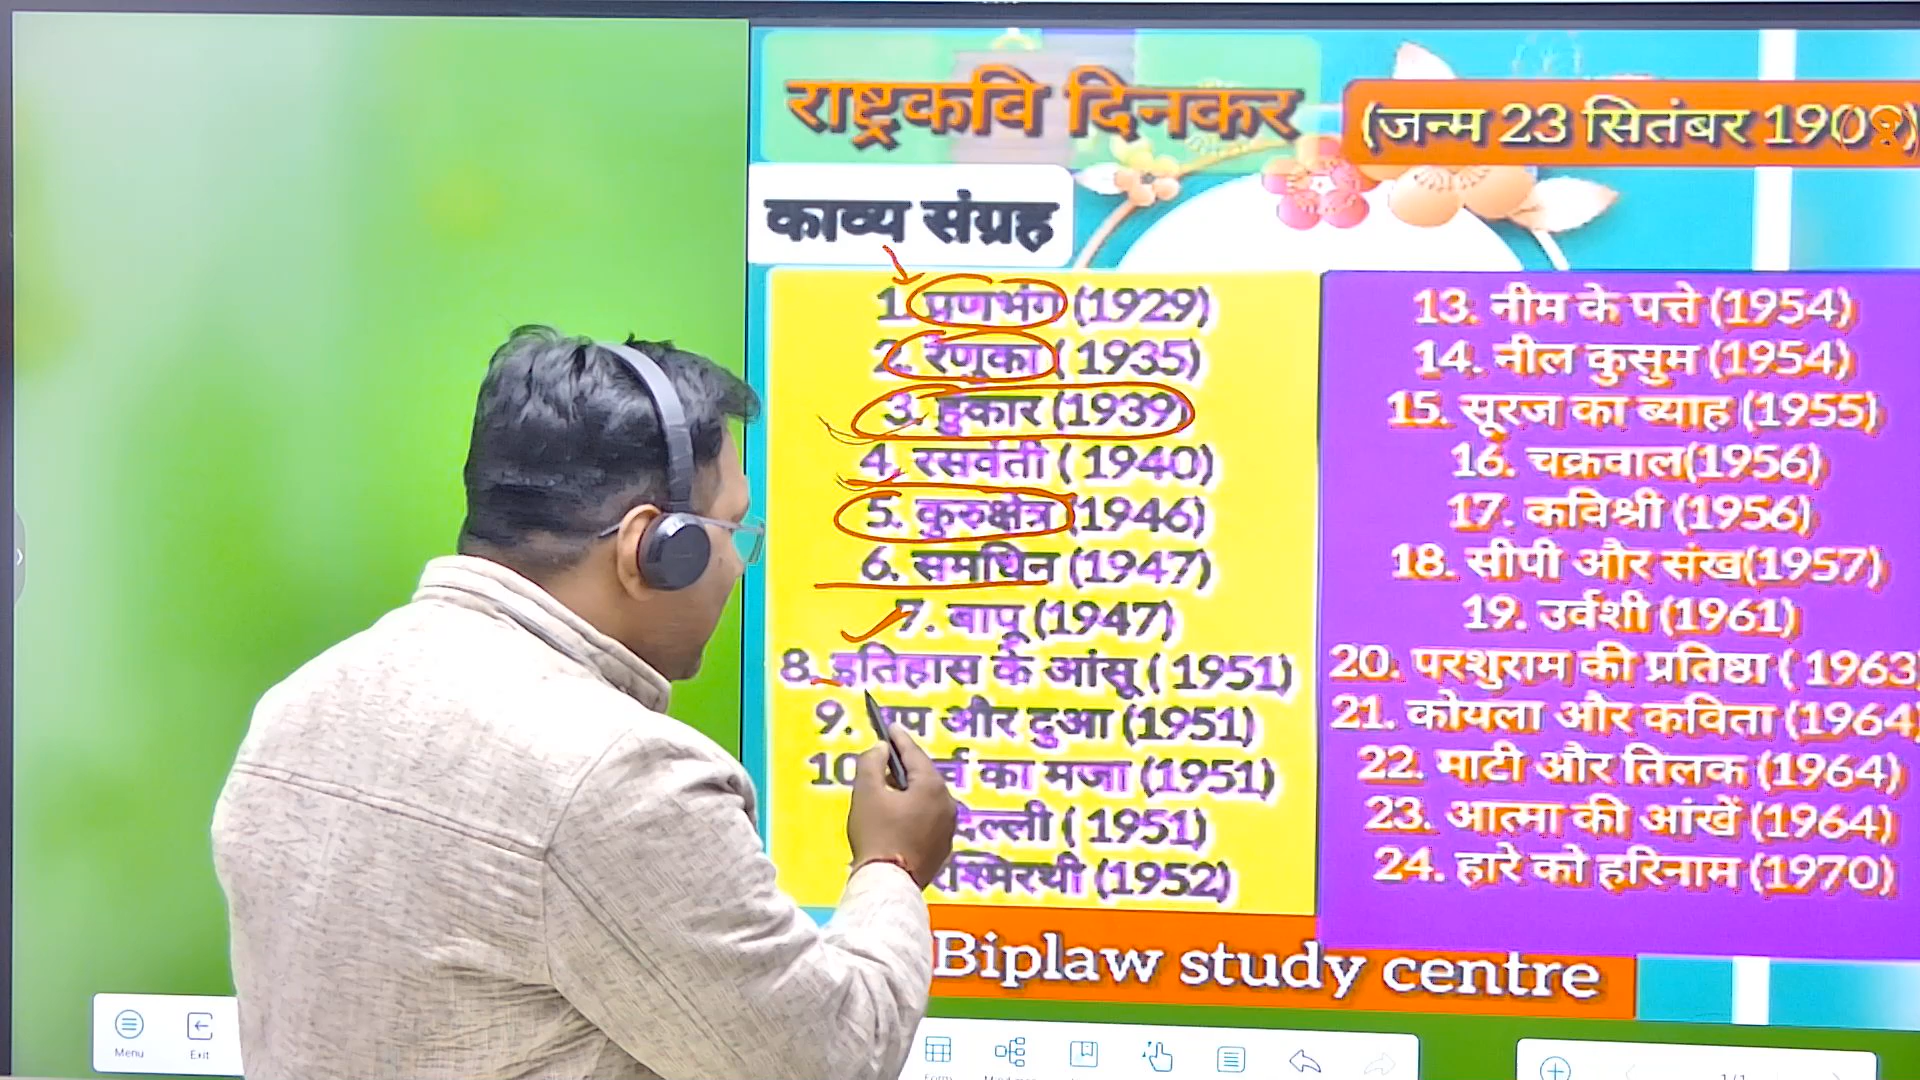 राष्ट्रकवि दिनकर
(जन्म 23 सितंबर 1908)
काव्य संग्रह
1. प्रणभंग (1929)
2. रेणुका ( 1935)
3. हुंकार (1939)
4. रसवंती ( 1940)
5. कुरुक्षेत्र (1946)
6. समधिन (1947)
7. बापू (1947)
8. इतिहास के आंसू ( 1951)
9. और दुआ (1951)
10 का मजा (1951)
दिल्ली ( 1951)
रश्मिरथी (1952)
13. नीम के पत्ते (1954)
14. नील कुसुम (1954)
15. सूरज का ब्याह (1955)
16. चक्रवाल(1956)
17. कविश्री (1956)
18. सीपी और संख(1957)
19. उर्वशी (1961)
20. परशुराम की प्रतिष्ठा ( 1963)
21. कोयला और कविता (1964)
22. माटी और तिलक (1964)
23. आत्मा की आंखें (1964)
24. हारे को हरिनाम (1970)
Biplaw study centre
Menu
Exit